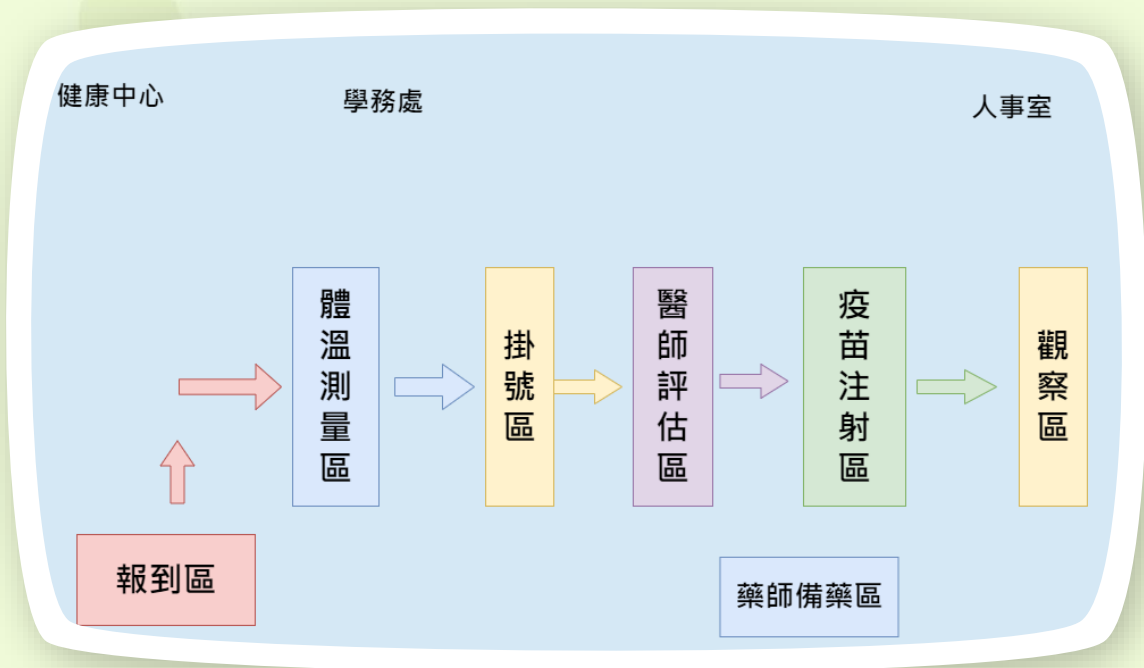 健康中心
學務處
人事室
體溫測量區
掛號區
醫師評估區
疫苗注射區
觀察區
報到區
藥師備藥區